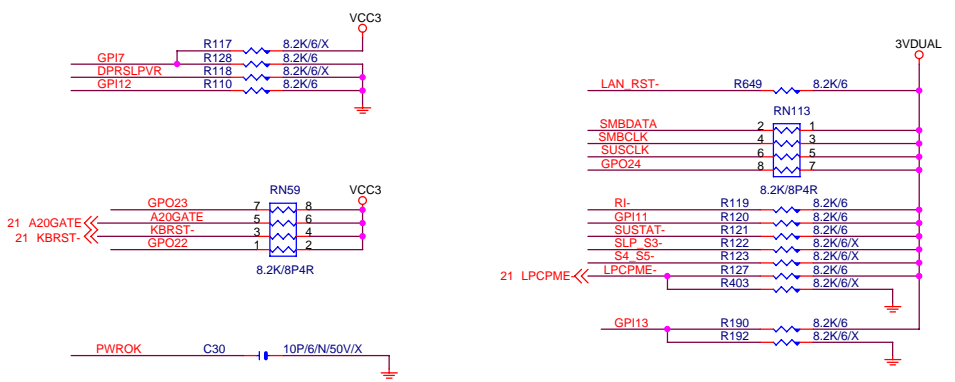 VCC3
R117 8.2K/6/X
GPI7 R128 8.2K/6
DPRSLPVR R118 8.2K/6/X
GPI12 R110 8.2K/6
RN59 VCC3
GPO23 7 8
21 A20GATE A20GATE 5 6
21 KBRST- KBRST- 3 4
GPO22 1 2
8.2K/8P4R
PWROK C30 10P/6/N/50V/X
3VDUAL
LAN_RST- R649 8.2K/6
RN113
SMBDATA 2 1
SMBCLK 4 3
SUSCLK 6 5
GPO24 8 7
8.2K/8P4R
RI- R119 8.2K/6
GPI11 R120 8.2K/6
SUSTAT- R121 8.2K/6
SLP_S3- R122 8.2K/6/X
S4_S5- R123 8.2K/6/X
21 LPCPME- LPCPME- R127 8.2K/6
R403 8.2K/6/X
GPI13 R190 8.2K/6
R192 8.2K/6/X